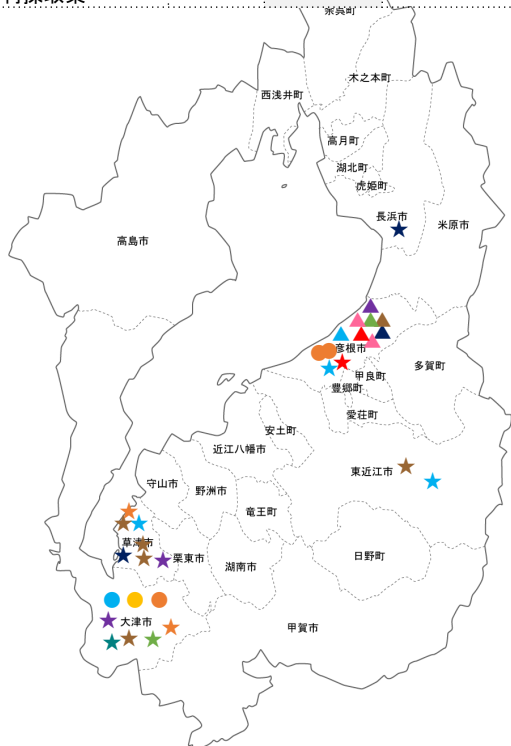 余呉町
木之本町
西浅井町
高月町
湖北町
虎姫町
長浜市
米原市
高島市
彦根市
多賀町
甲良町
豊郷町
愛荘町
安土町
近江八幡市
東近江市
守山市
野洲市
竜王町
草津市
栗東市
湖南市
日野町
大津市
甲賀市